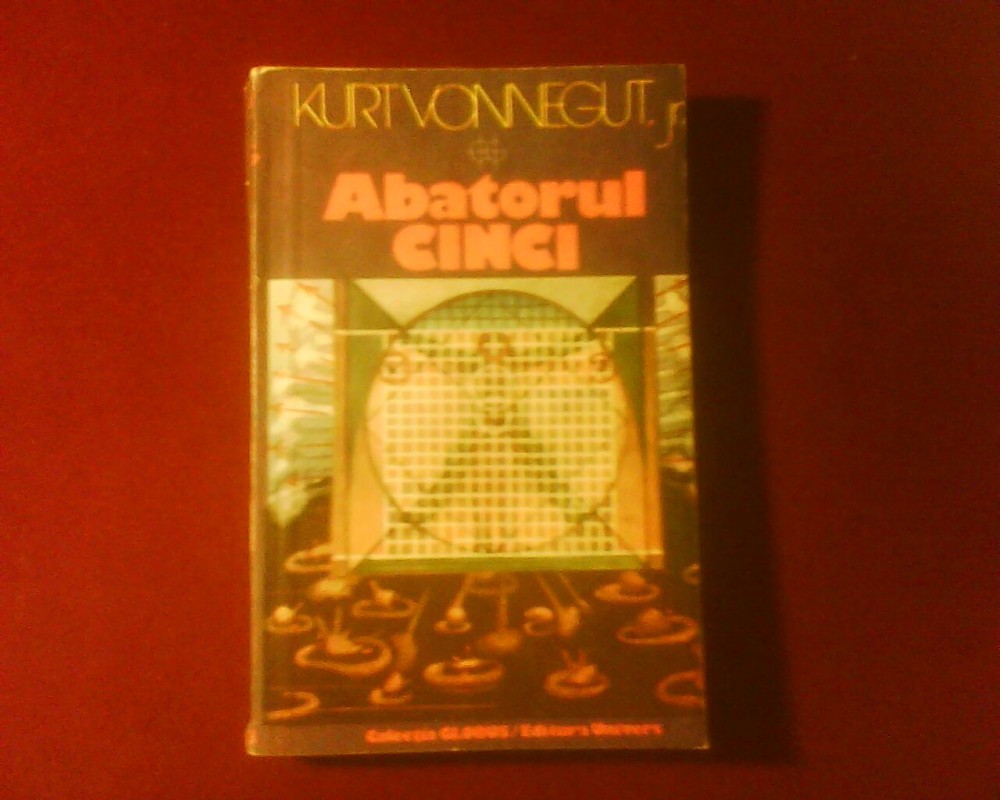 KURT VONNEGUT. jr
Abatorul
CINCI
Colecția GLOBUS / Editura Univers